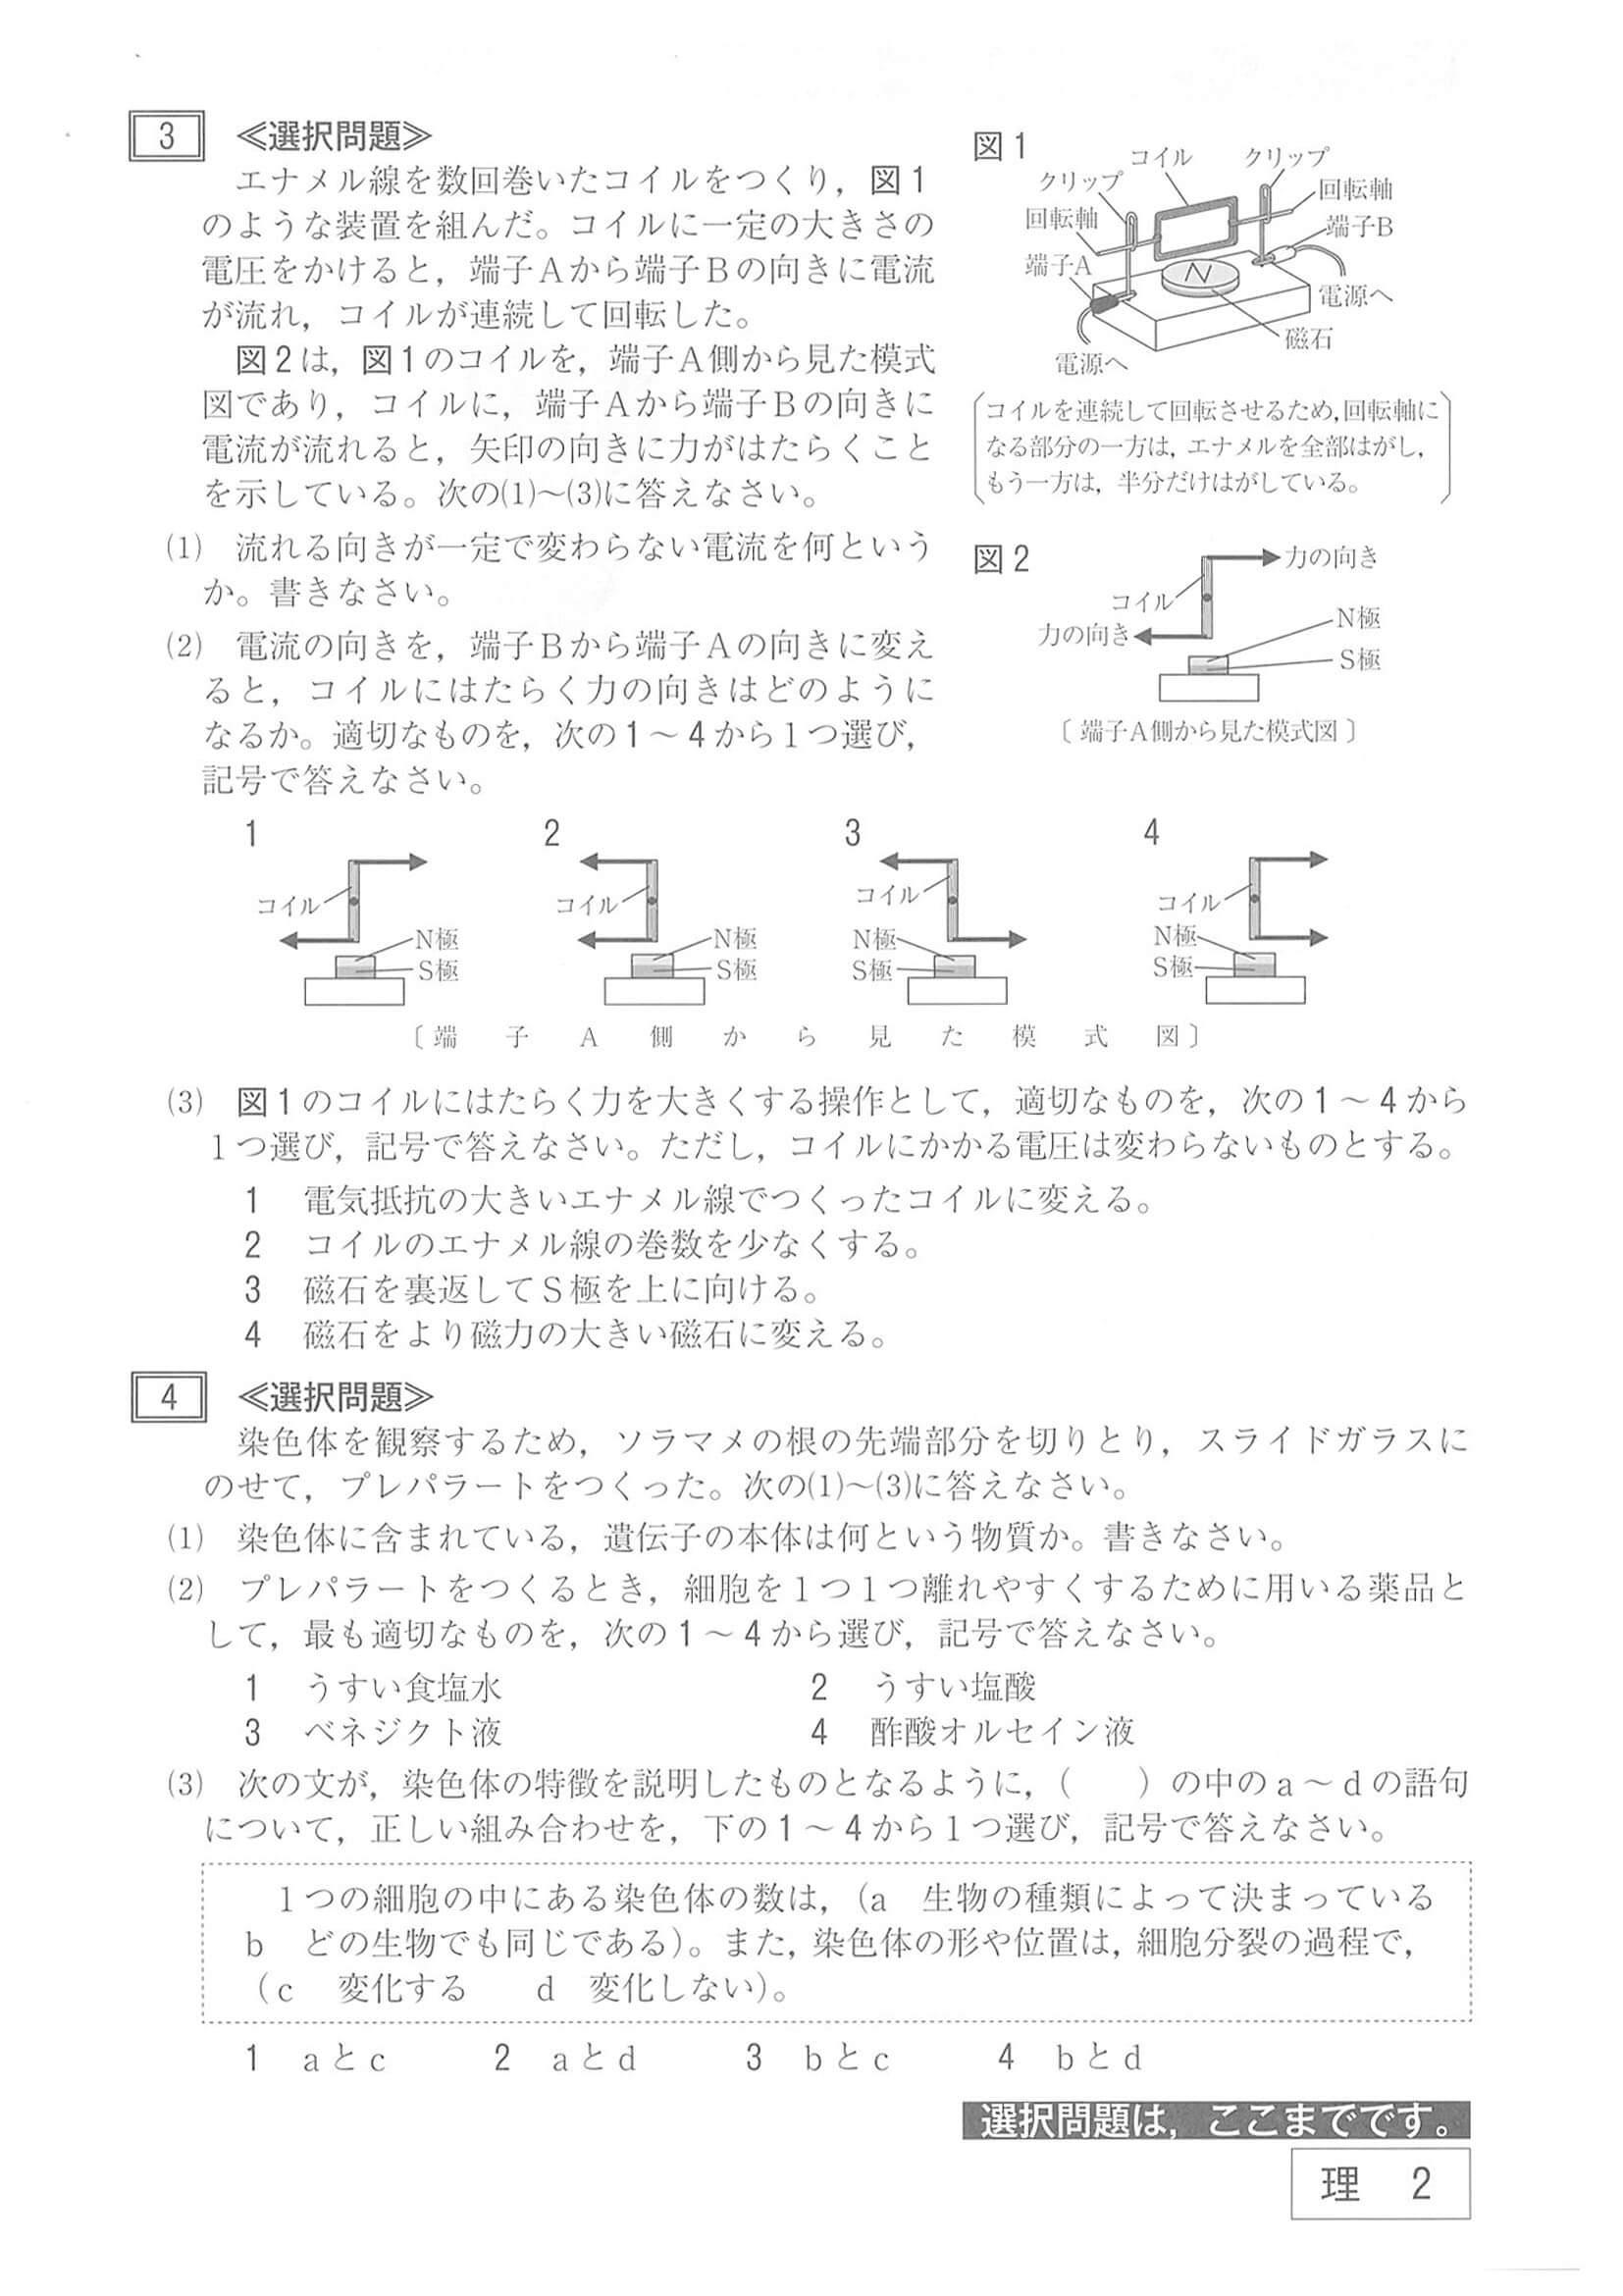 3 ≪選択問題≫
エナメル線を数回巻いたコイルをつくり，図1
のような装置を組んだ。コイルに一定の大きさの
電圧をかけると，端子Aから端子Bの向きに電流
が流れ，コイルが連続して回転した。
図2は，図1のコイルを，端子A側から見た模式
図であり，コイルに，端子Aから端子Bの向きに
電流が流れると，矢印の向きに力がはたらくこと
を示している。次の(1)～(3)に答えなさい。
図1
コイル
クリップ
クリップ
回転軸
回転軸
端子B
端子A
電源へ
磁石
電源へ
N
コイルを連続して回転させるため,回転軸に
なる部分の一方は，エナメルを全部はがし，
もう一方は，半分だけはがしている。
(1) 流れる向きが一定で変わらない電流を何という
か。書きなさい。
(2) 電流の向きを，端子Bから端子Aの向きに変え
ると，コイルにはたらく力の向きはどのように
なるか。適切なものを，次の1～4から1つ選び，
記号で答えなさい。
図2
力の向き
コイル
力の向き
N極
S極
〔端子A側から見た模式図〕
1 2 3 4
コイル コイル コイル コイル
N極 N極 N極 N極
S極 S極 S極 S極
〔端子A側から見た模式図〕
(3) 図1のコイルにはたらく力を大きくする操作として，適切なものを，次の1～4から
1つ選び，記号で答えなさい。ただし，コイルにかかる電圧は変わらないものとする。
1 電気抵抗の大きいエナメル線でつくったコイルに変える。
2 コイルのエナメル線の巻数を少なくする。
3 磁石を裏返してS極を上に向ける。
4 磁石をより磁力の大きい磁石に変える。
4 ≪選択問題≫
染色体を観察するため，ソラマメの根の先端部分を切りとり，スライドガラスに
のせて，プレパラートをつくった。次の(1)～(3)に答えなさい。
(1) 染色体に含まれている，遺伝子の本体は何という物質か。書きなさい。
(2) プレパラートをつくるとき，細胞を1つ1つ離れやすくするために用いる薬品と
して，最も適切なものを，次の1～4から選び，記号で答えなさい。
1 うすい食塩水 2 うすい塩酸
3 ベネジクト液 4 酢酸オルセイン液
(3) 次の文が，染色体の特徴を説明したものとなるように，（　　）の中のa～dの語句
について，正しい組み合わせを，下の1～4から1つ選び，記号で答えなさい。
1つの細胞の中にある染色体の数は，（a 生物の種類によって決まっている
b どの生物でも同じである）。また，染色体の形や位置は，細胞分裂の過程で，
（c 変化する d 変化しない）。
1 aとc 2 aとd 3 bとc 4 bとd
選択問題は，ここまでです。
理 2